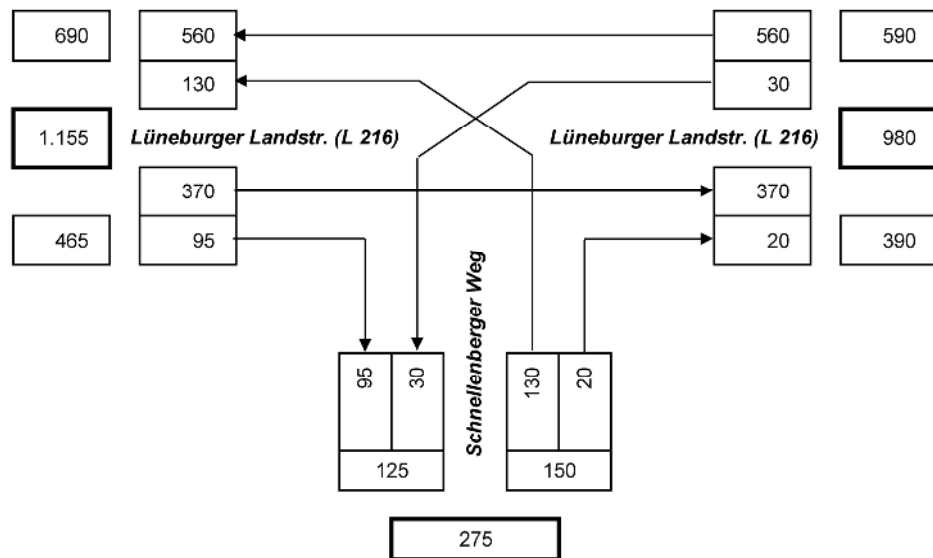 690 560 560 590
130 30
1.155 Lüneburger Landstr. (L 216) Lüneburger Landstr. (L 216) 980
370 370
465 95 20 390
Schnellenberger Weg
95 30 130 20
125 150
275